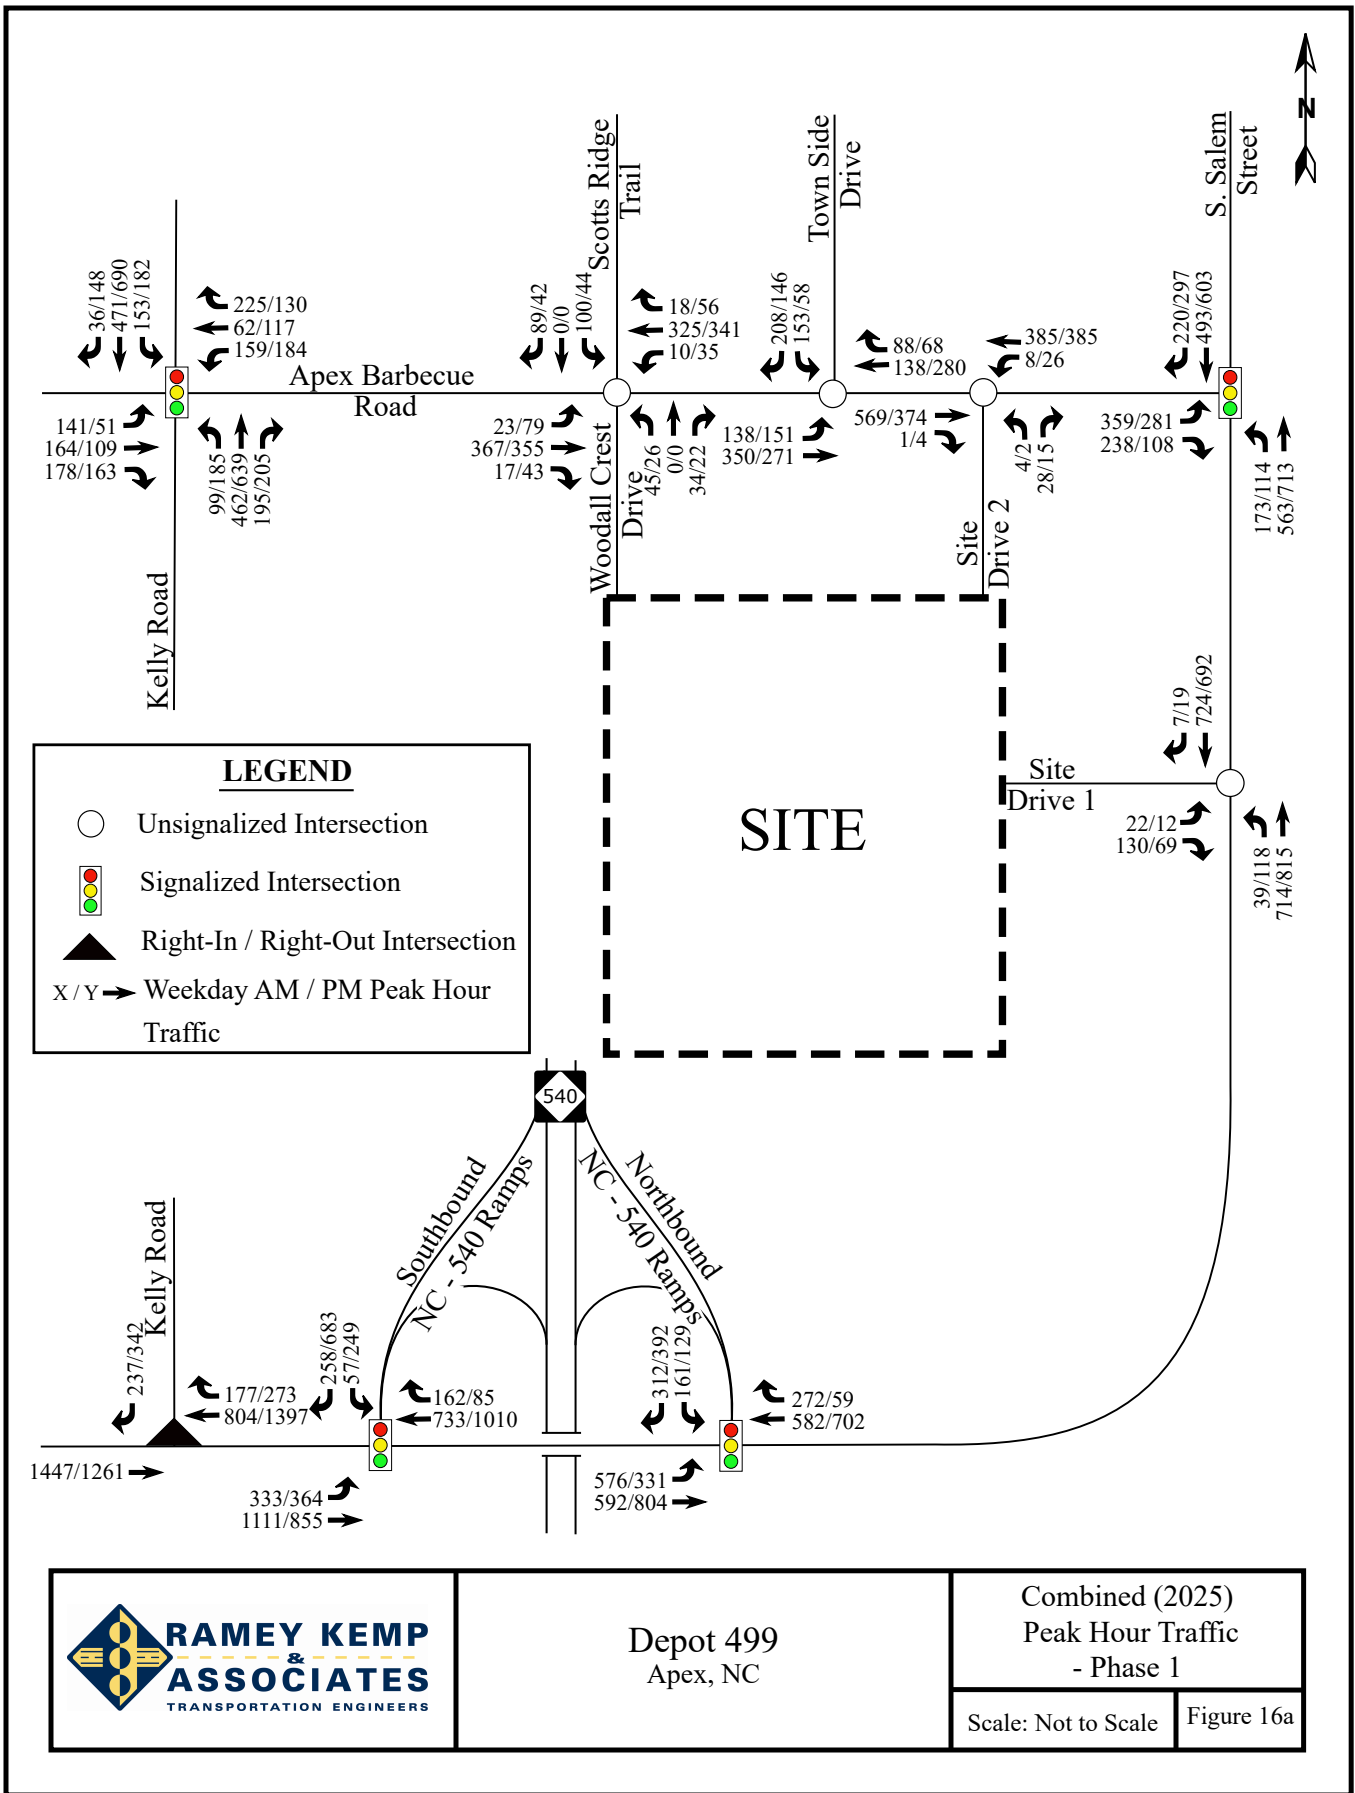 N
Scotts Ridge
Trail
Town Side
Drive
S. Salem
Street
36/148
471/690
153/182
225/130
62/117
159/184
89/42
0/0
100/44
18/56
325/341
10/35
208/146
153/58
88/68
138/280
385/385
8/26
220/297
493/603
Apex Barbecue
Road
141/51
164/109
178/163
99/185
462/639
195/205
23/79
367/355
17/43
45/26
0/0
34/22
138/151
350/271
569/374
1/4
4/2
28/15
359/281
238/108
173/114
563/713
Kelly Road
Woodall Crest
Drive
Site
Drive 2
7/19
724/692
Site
Drive 1
22/12
130/69
39/118
714/815
SITE
LEGEND
Unsignalized Intersection
Signalized Intersection
Right-In / Right-Out Intersection
X / Y Weekday AM / PM Peak Hour
Traffic
540
Southbound
NC - 540 Ramps
Northbound
NC - 540 Ramps
Kelly Road
237/342
177/273
804/1397
258/683
57/249
162/85
733/1010
312/392
161/129
272/59
582/702
1447/1261
333/364
1111/855
576/331
592/804
RAMEY KEMP
&
ASSOCIATES
TRANSPORTATION ENGINEERS
Depot 499
Apex, NC
Combined (2025)
Peak Hour Traffic
- Phase 1
Scale: Not to Scale
Figure 16a